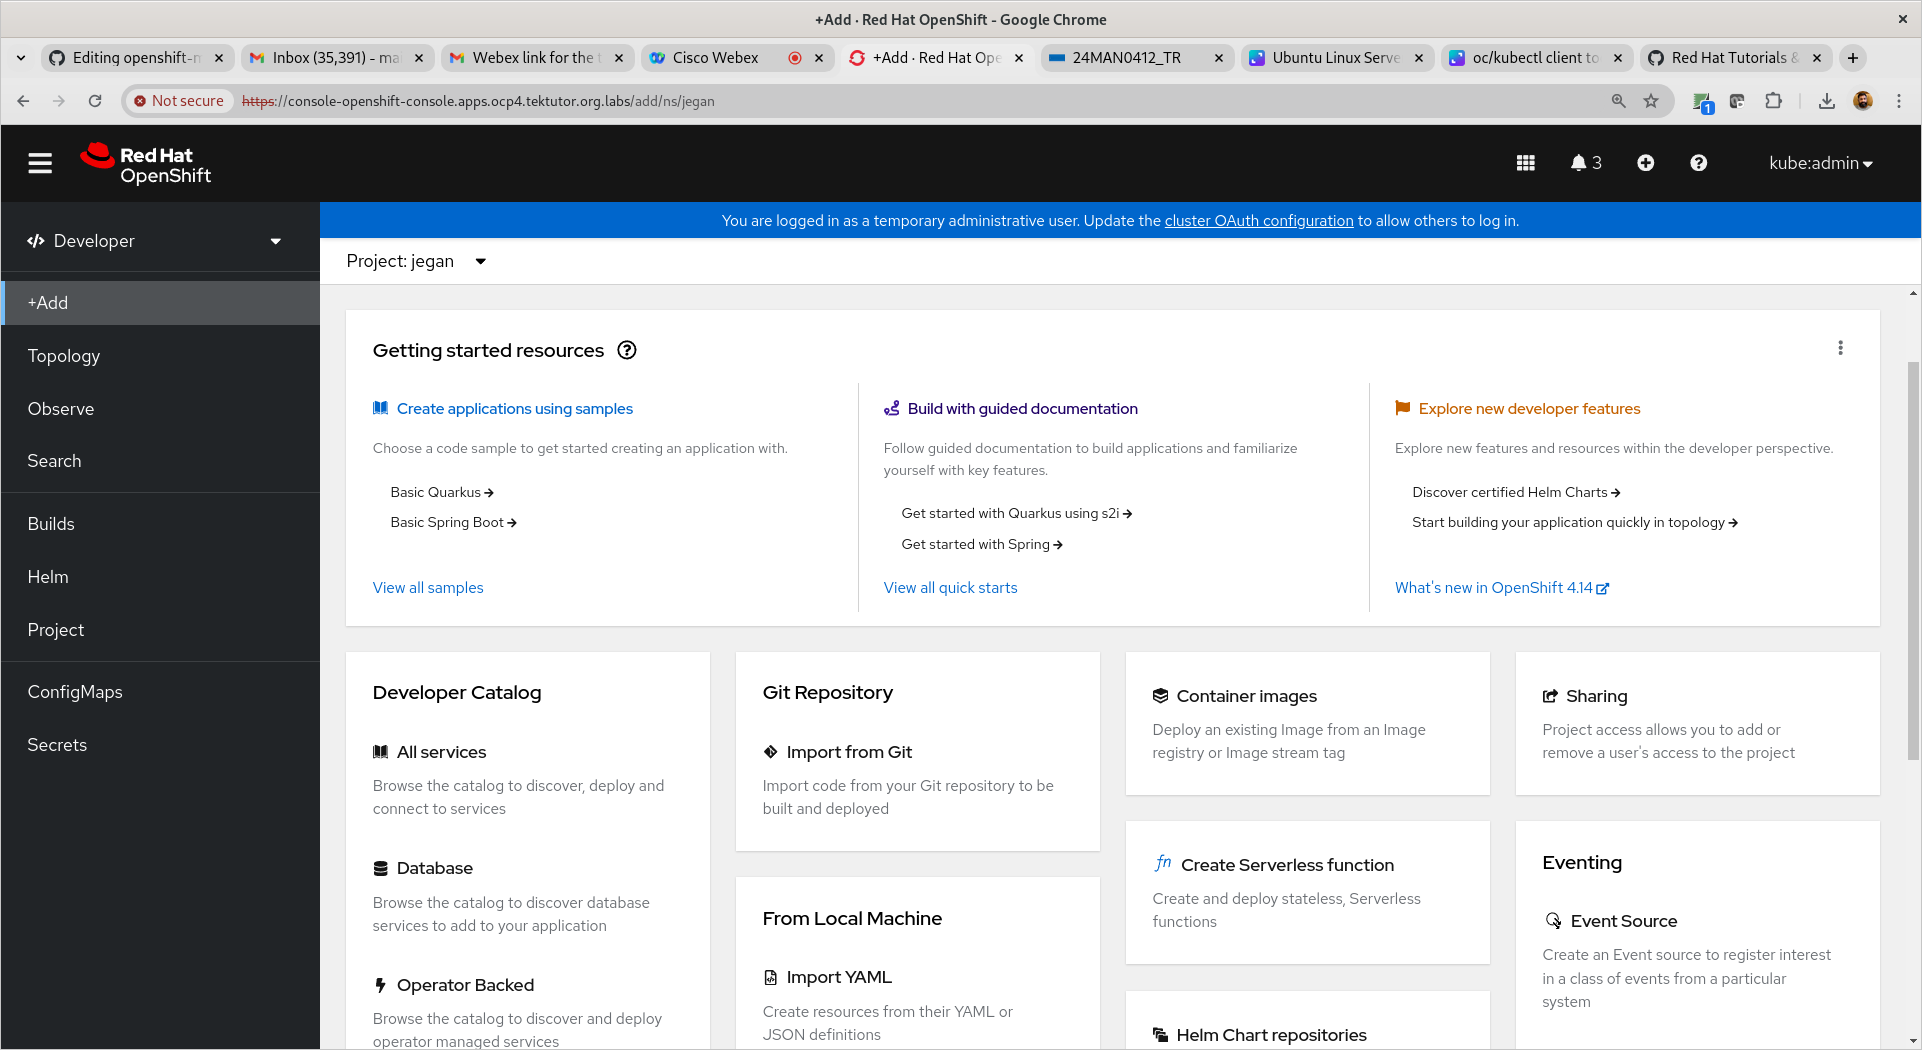 +Add · Red Hat OpenShift - Google Chrome
Editing openshift-m
Inbox (35,391) - mai
Webex link for the t
Cisco Webex
+Add · Red Hat Ope
24MAN0412_TR
Ubuntu Linux Serve
oc/kubectl client to
Red Hat Tutorials &
Not secure
https://console-openshift-console.apps.ocp4.tektutor.org.labs/add/ns/jegan
1
Red Hat
OpenShift
3
kube:admin
Developer
You are logged in as a temporary administrative user. Update the cluster OAuth configuration to allow others to log in.
Project: jegan
+Add
Topology
Observe
Search
Builds
Helm
Project
ConfigMaps
Secrets
Getting started resources
Create applications using samples
Choose a code sample to get started creating an application with.
Basic Quarkus
Basic Spring Boot
View all samples
Build with guided documentation
Follow guided documentation to build applications and familiarize
yourself with key features.
Get started with Quarkus using s2i
Get started with Spring
View all quick starts
Explore new developer features
Explore new features and resources within the developer perspective.
Discover certified Helm Charts
Start building your application quickly in topology
What's new in OpenShift 4.14
Developer Catalog
All services
Browse the catalog to discover, deploy and
connect to services
Database
Browse the catalog to discover database
services to add to your application
Operator Backed
Browse the catalog to discover and deploy
operator managed services
Git Repository
Import from Git
Import code from your Git repository to be
built and deployed
From Local Machine
Import YAML
Create resources from their YAML or
JSON definitions
Container images
Deploy an existing Image from an Image
registry or Image stream tag
fn Create Serverless function
Create and deploy stateless, Serverless
functions
Helm Chart repositories
Sharing
Project access allows you to add or
remove a user's access to the project
Eventing
Event Source
Create an Event source to register interest
in a class of events from a particular
system